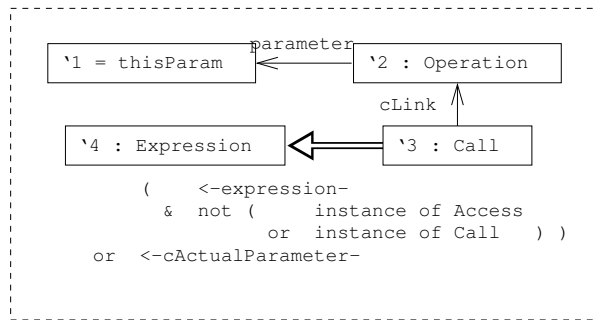 parameter
‘1 = thisParam
‘2 : Operation
cLink
‘4 : Expression
‘3 : Call
( <-expression-
& not ( instance of Access
or instance of Call ) )
or <-cActualParameter-